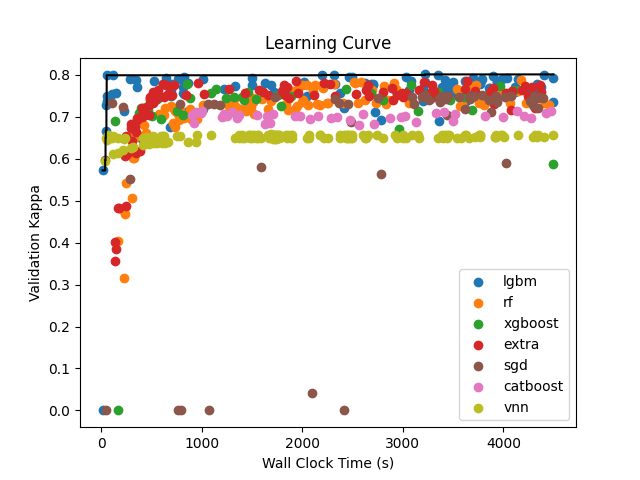 Learning Curve
Validation Kappa
0.8
0.7
0.6
0.5
0.4
0.3
0.2
0.1
0.0
lgbm
rf
xgboost
extra
sgd
catboost
vnn
0
1000
2000
3000
4000
Wall Clock Time (s)